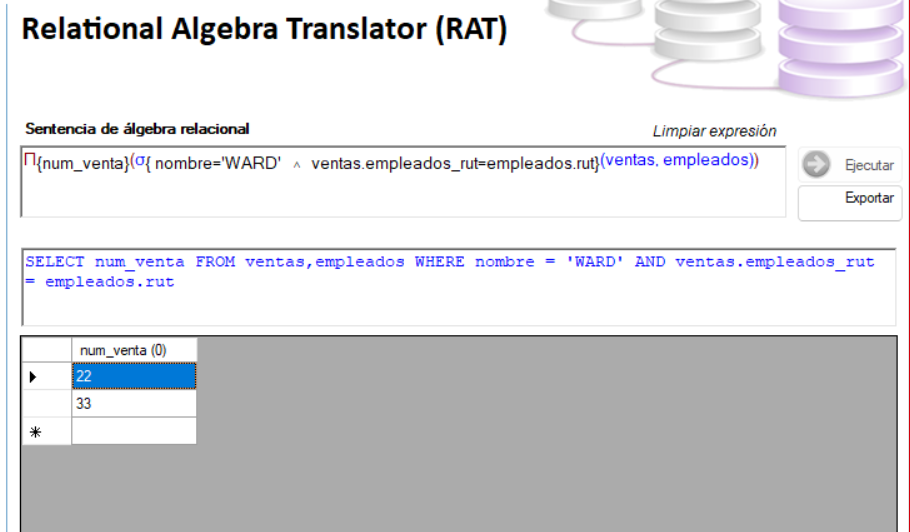 Relational Algebra Translator (RAT)
Sentencia de álgebra relacional
Limpiar expresión
Π{num_venta}(σ{ nombre='WARD' ^ ventas.empleados_rut=empleados.rut}(ventas, empleados))
Ejecutar
Exportar
SELECT num_venta FROM ventas,empleados WHERE nombre = 'WARD' AND ventas.empleados_rut
= empleados.rut
num_venta (0)
22
33